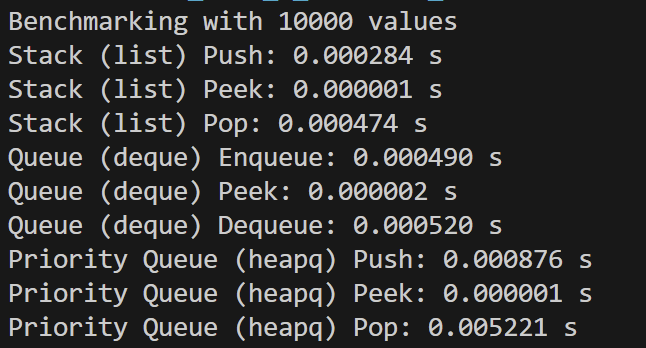 Benchmarking with 10000 values
Stack (list) Push: 0.000284 s
Stack (list) Peek: 0.000001 s
Stack (list) Pop: 0.000474 s
Queue (deque) Enqueue: 0.000490 s
Queue (deque) Peek: 0.000002 s
Queue (deque) Dequeue: 0.000520 s
Priority Queue (heapq) Push: 0.000876 s
Priority Queue (heapq) Peek: 0.000001 s
Priority Queue (heapq) Pop: 0.005221 s